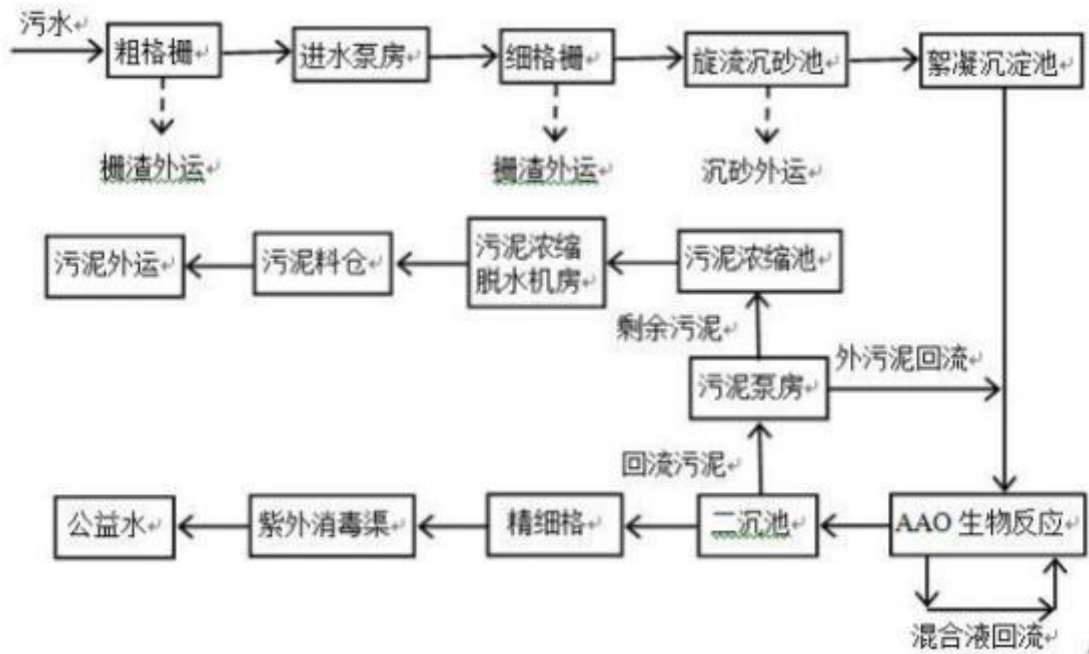 污水
粗格栅
进水泵房
细格栅
旋流沉砂池
絮凝沉淀池
栅渣外运
栅渣外运
沉砂外运
污泥外运
污泥料仓
污泥浓缩
脱水机房
污泥浓缩池
剩余污泥
外污泥回流
污泥泵房
回流污泥
公益水
紫外消毒渠
精细格
二沉池
AAO 生物反应
混合液回流